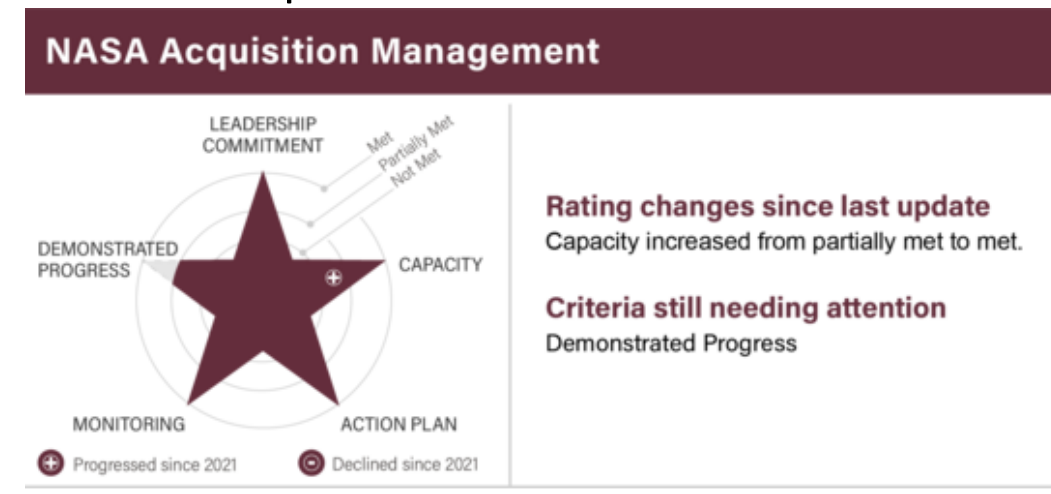 NASA Acquisition Management
LEADERSHIP
COMMITMENT
Met
Partially Met
Not Met
DEMONSTRATED
PROGRESS
CAPACITY
MONITORING
ACTION PLAN
Progressed since 2021
Declined since 2021
Rating changes since last update
Capacity increased from partially met to met.
Criteria still needing attention
Demonstrated Progress